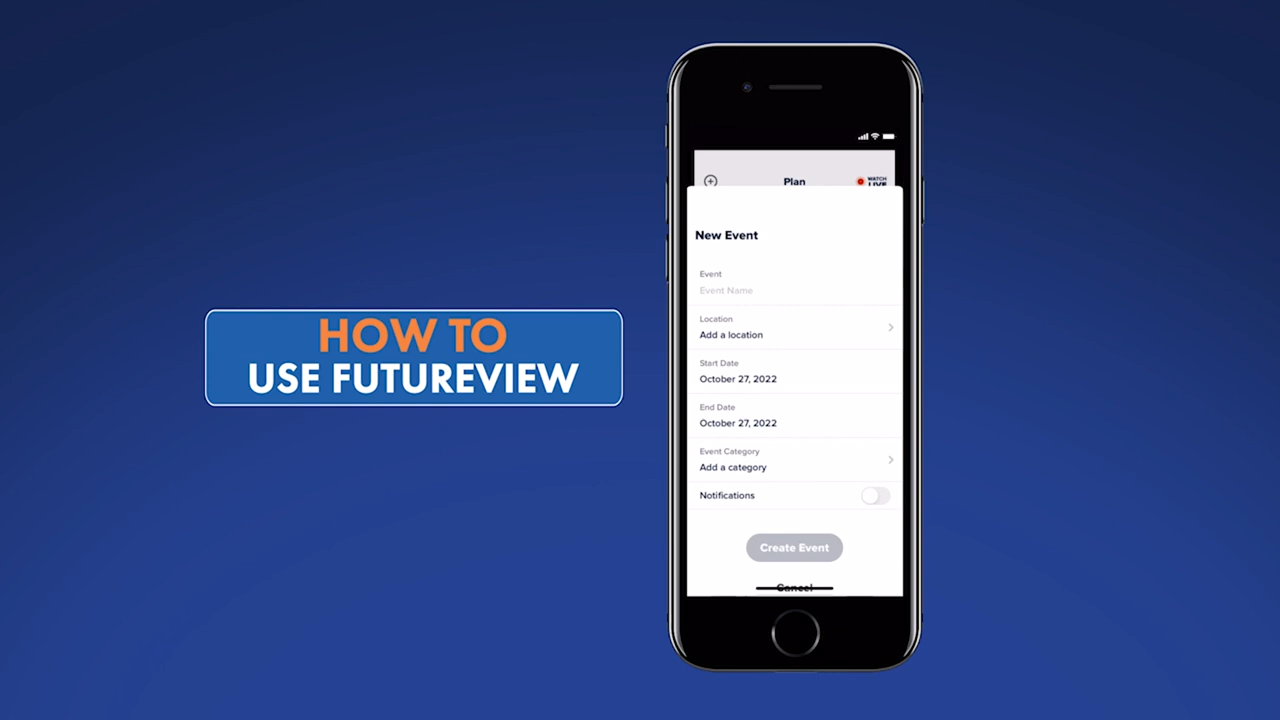 HOW TO
USE FUTUREVIEW
Plan
WATCH
LIVE
New Event
Event
Event Name
Location
Add a location
Start Date
October 27, 2022
End Date
October 27, 2022
Event Category
Add a category
Notifications
Create Event
Cancel